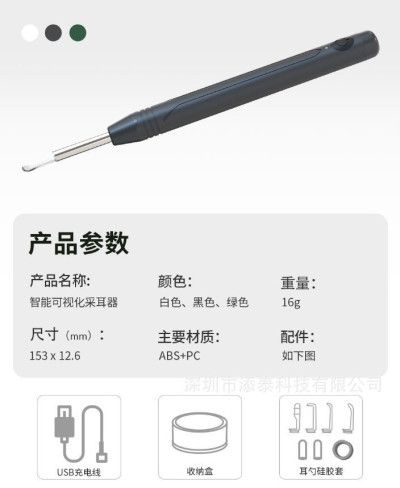 产品参数
产品名称： 颜色： 重量：
智能可视化采耳器 白色、黑色、绿色 16g
尺寸（mm）： 主要材质： 配件：
153 x 12.6 ABS+PC 如下图
深圳市添泰科技有限公司
USB充电线 收纳盒 耳勺硅胶套